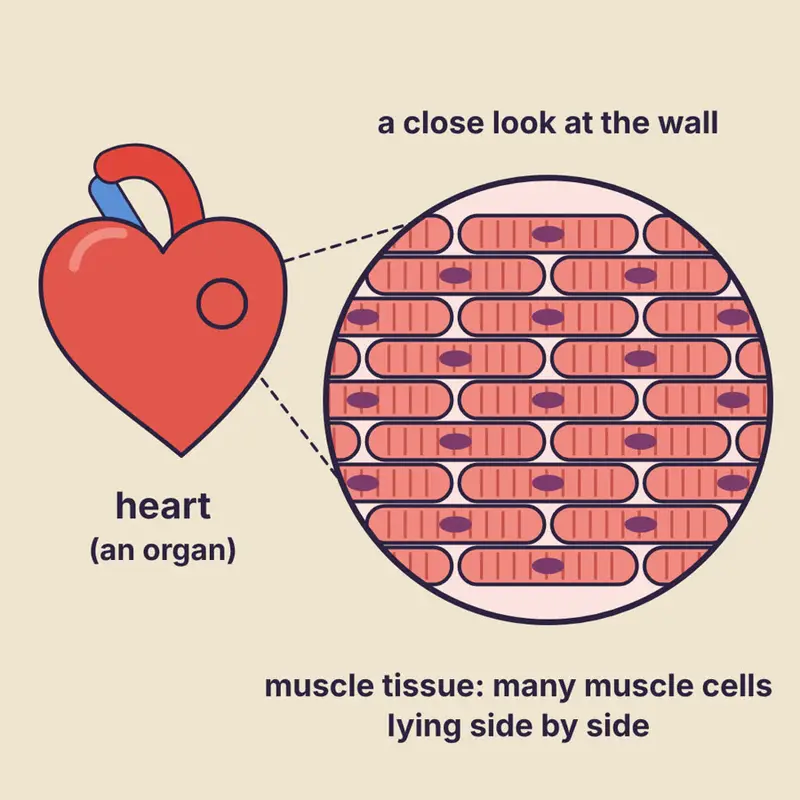 a close look at the wall
heart
(an organ)
muscle tissue: many muscle cells
lying side by side